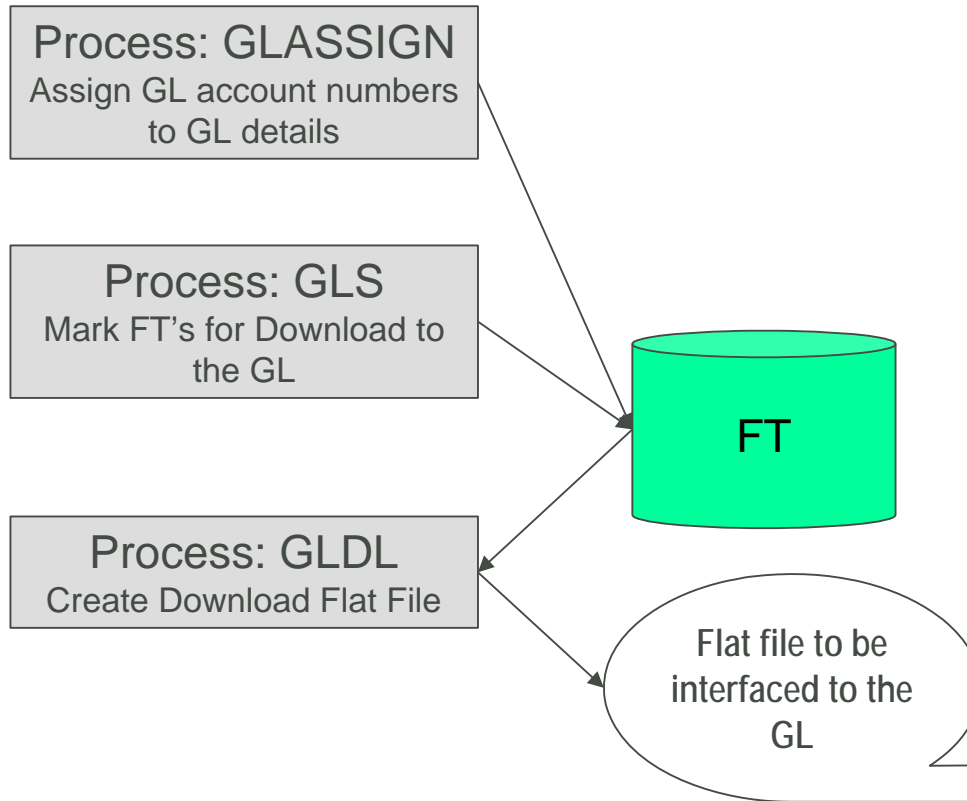 Process: GLASSIGN
Assign GL account numbers
to GL details
Process: GLS
Mark FT’s for Download to
the GL
FT
Process: GLDL
Create Download Flat File
Flat file to be
interfaced to the
GL